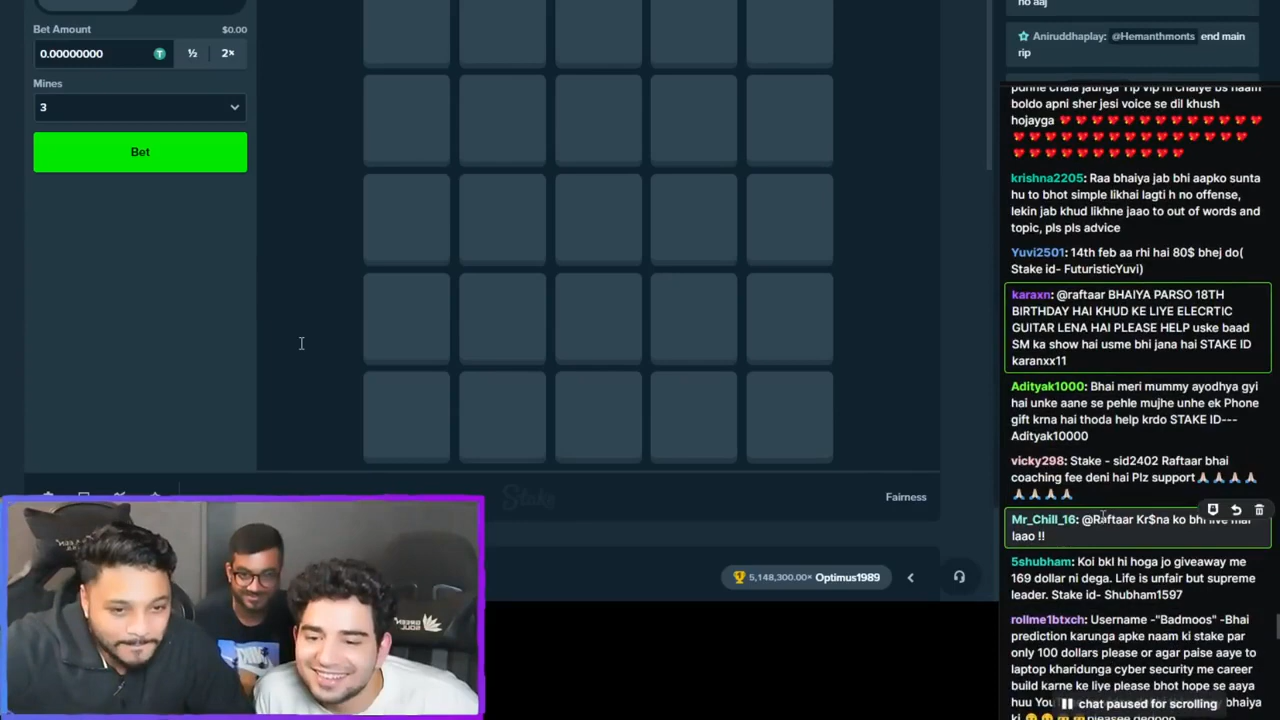 no aaj
Aniruddhaplay: @Hemanthmonts end main
rip
Bet Amount
$0.00
0.00000000
½
2×
Mines
3
Bet
boldo apni sher jesi voice se dil khush
hojayga
krishna2205: Raa bhaiya jab bhi aapko sunta
hu to bhot simple likhai lagti h no offense,
lekin jab khud likhne jaao to out of words and
topic, pls pls advice
Yuvi2501: 14th feb aa rhi hai 80$ bhej do(
Stake id- FuturisticYuvi)
karaxn: @raftaar BHAIYA PARSO 18TH
BIRTHDAY HAI KHUD KE LIYE ELECRTIC
GUITAR LENA HAI PLEASE HELP uske baad
SM ka show hai usme bhi jana hai STAKE ID
karanxx11
Adityak1000: Bhai meri mummy ayodhya gyi
hai unke aane se pehle mujhe unhe ek Phone
gift krna hai thoda help krdo STAKE ID---
Adityak10000
vicky298: Stake - sid2402 Raftaar bhai
coaching fee deni hai Plz support🙏🏻🙏🏻🙏🏻🙏🏻
🙏🏻🙏🏻🙏🏻🙏🏻
Mr_Chill_16: @Raftaar Kr$na ko bhi live mai
laao !!
5shubham: Koi bkl hi hoga jo giveaway me
169 dollar ni dega. Life is unfair but supreme
leader. Stake id- Shubham1597
rollme1btxch: Username -"Badmoos" -Bhai
prediction karunga apke naam ki stake par
only 100 dollars please or agar paise aaye to
laptop kharidunga cyber security me career
build karne ke liye please bhot hope se aaya
huu You bhaiya
chat paused for scrolling
ki
Stake
Fairness
5,148,300.00× Optimus1989
GREEN
SOUL